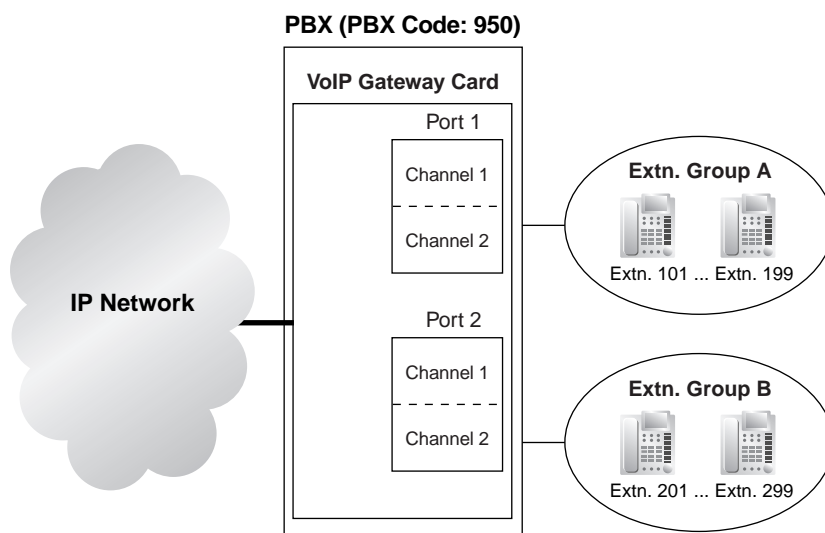 PBX (PBX Code: 950)
VoIP Gateway Card
Port 1
Channel 1
Channel 2
IP Network
Port 2
Channel 1
Channel 2
Extn. Group A
Extn. 101 ... Extn. 199
Extn. Group B
Extn. 201 ... Extn. 299